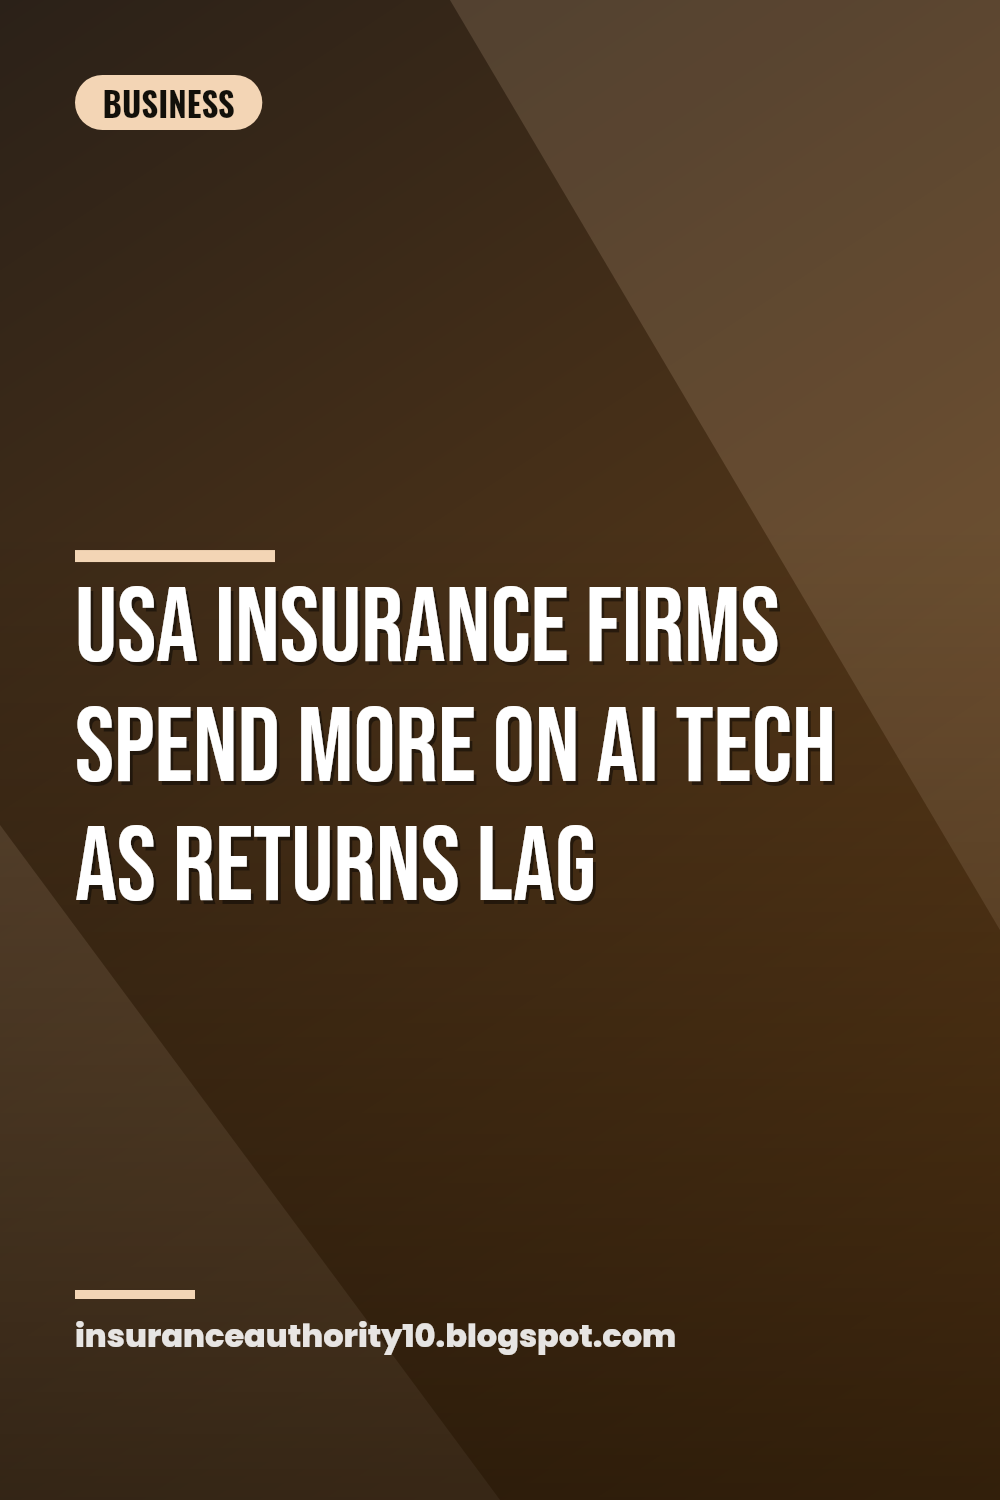 BUSINESS
USA INSURANCE FIRMS
SPEND MORE ON AI TECH
AS RETURNS LAG
insuranceauthority10.blogspot.com